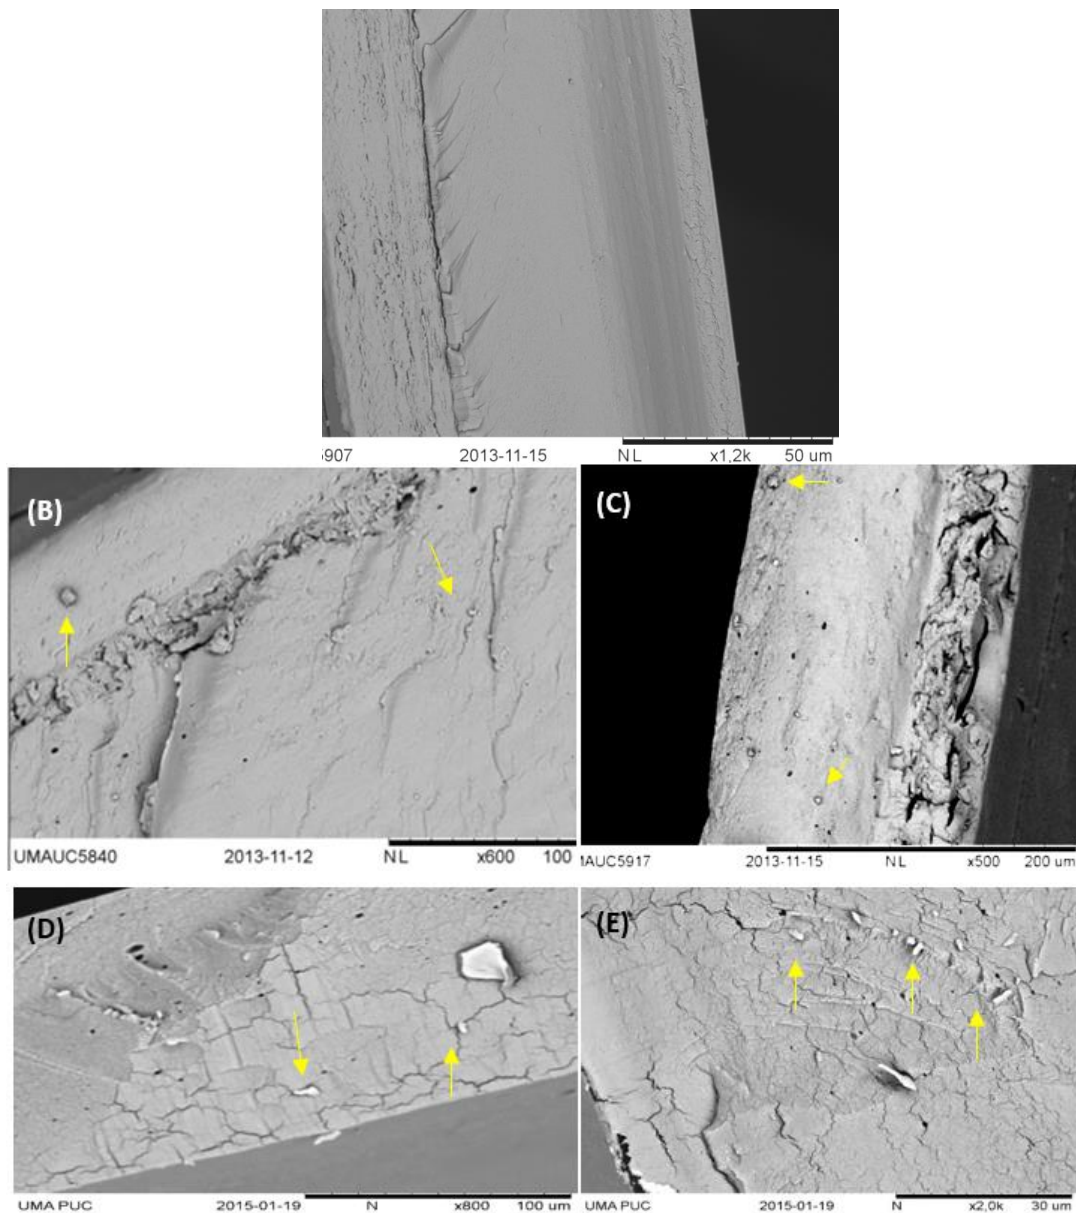 5907 2013-11-15 NL x1,2k 50 um
(B)
(C)
UMAUC5840 2013-11-12 NL x600 100
MAUC5917 2013-11-15 NL x500 200 um
(D)
(E)
UMA PUC 2015-01-19 N x800 100 um
UMA PUC 2015-01-19 N x2,0k 30 um